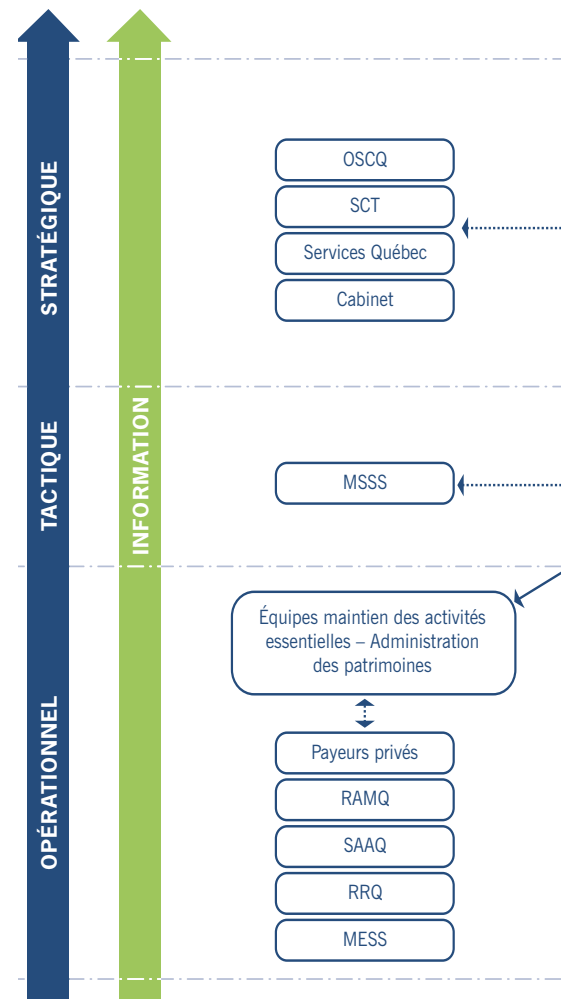 STRATÉGIQUE
TACTIQUE
OPÉRATIONNEL
INFORMATION
OSCQ
SCT
Services Québec
Cabinet
MSSS
Équipes maintien des activités
essentielles – Administration
des patrimoines
Payeurs privés
RAMQ
SAAQ
RRQ
MESS